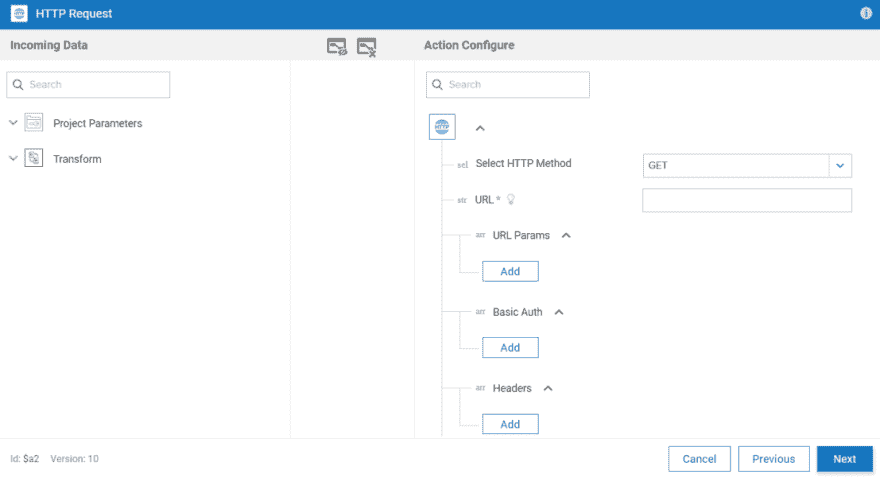 HTTP Request
Incoming Data
Action Configure
Search
Search
Project Parameters
Transform
HTTP
sel Select HTTP Method
GET
str URL *
arr URL Params
Add
arr Basic Auth
Add
arr Headers
Add
Id: $a2 Version: 10
Cancel
Previous
Next